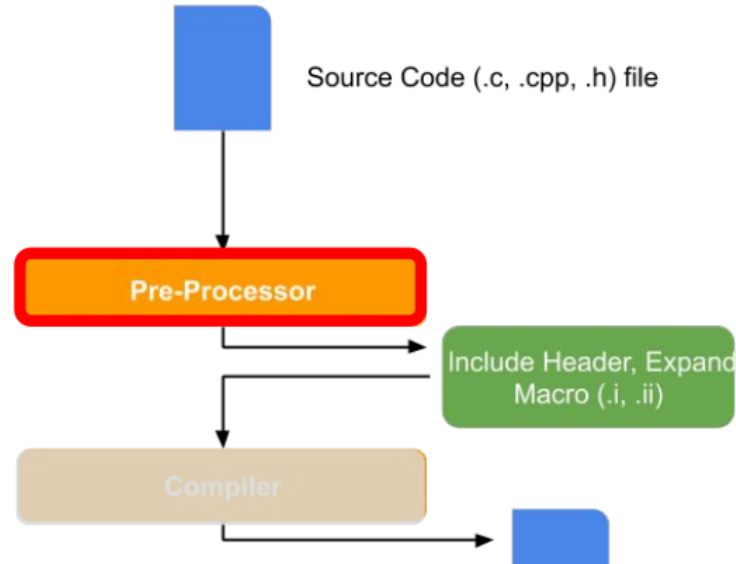 Source Code (.c, .cpp, .h) file
Pre-Processor
Include Header, Expand
Macro (.i, .ii)
Compiler